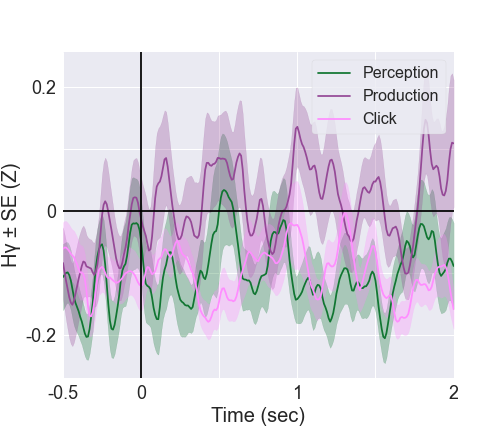 Perception
Production
Click
0.2
0
-0.2
Hγ ± SE (Z)
-0.5
0
1
2
Time (sec)